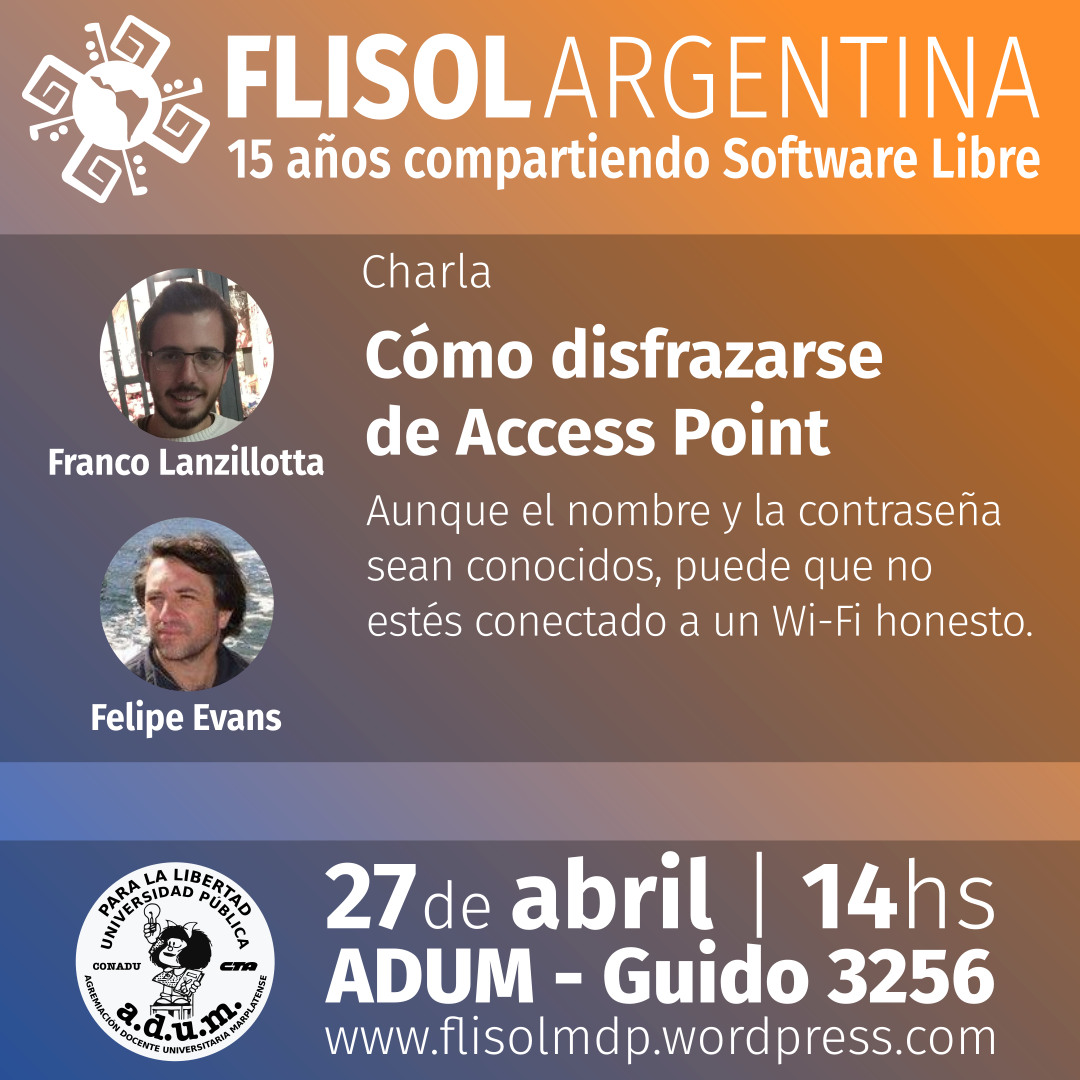 FLISOL ARGENTINA
15 años compartiendo Software Libre
Charla
Cómo disfrazarse
de Access Point
Aunque el nombre y la contraseña
sean conocidos, puede que no
estés conectado a un Wi-Fi honesto.
Franco Lanzillotta
Felipe Evans
PARA LA LIBERTAD
UNIVERSIDAD PÚBLICA
CONADU
CTA
a.d.u.m.
AGREMIACIÓN DOCENTE UNIVERSITARIA MARPLATENSE
27 de abril | 14hs
ADUM - Guido 3256
www.flisolmdp.wordpress.com